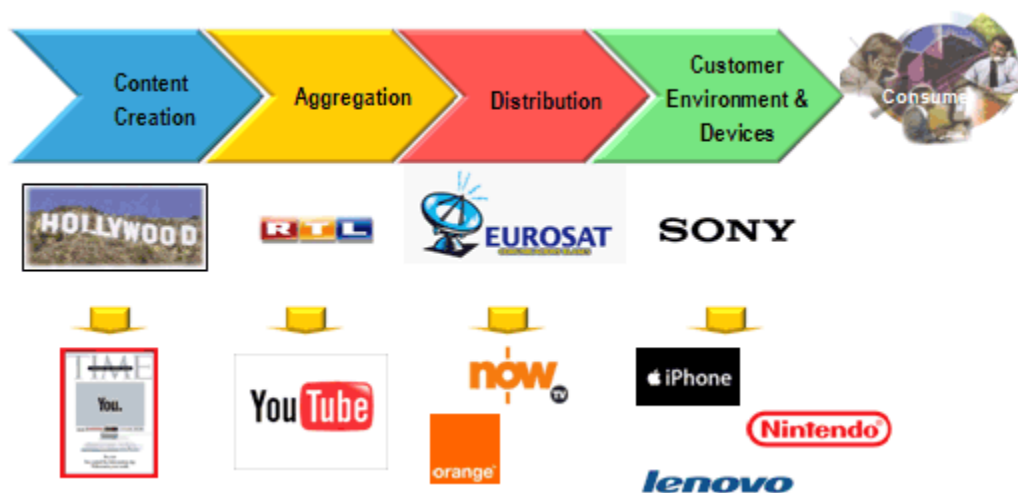 Content
Creation
Aggregation
Distribution
Customer
Environment &
Devices
Consume
HOLLYWOOD
RTL
EUROSAT
SONY
TIME
You.
YouTube
now
TV
orange™
iPhone
Nintendo®
lenovo